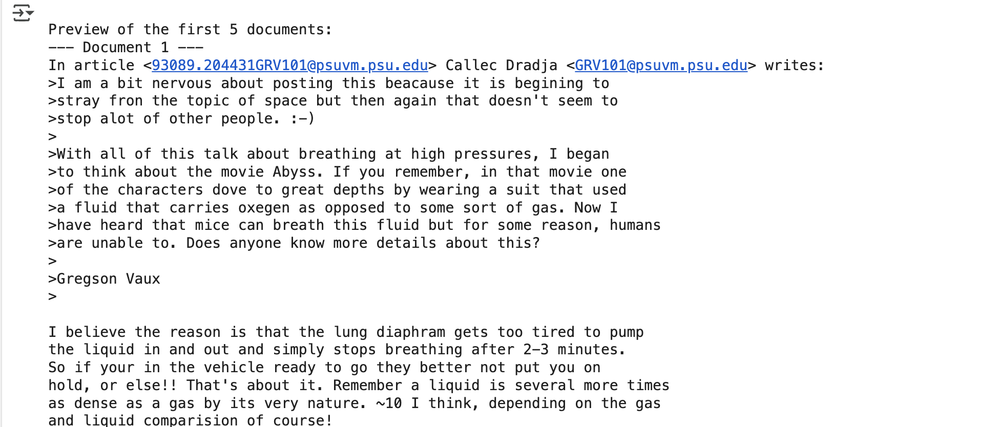 Preview of the first 5 documents:
--- Document 1 ---
In article <93089.204431GRV101@psuvm.psu.edu> Callec Dradja <GRV101@psuvm.psu.edu> writes:
>I am a bit nervous about posting this beacause it is begining to
>stray fron the topic of space but then again that doesn't seem to
>stop alot of other people. :-)
>
>With all of this talk about breathing at high pressures, I began
>to think about the movie Abyss. If you remember, in that movie one
>of the characters dove to great depths by wearing a suit that used
>a fluid that carries oxegen as opposed to some sort of gas. Now I
>have heard that mice can breath this fluid but for some reason, humans
>are unable to. Does anyone know more details about this?
>
>Gregson Vaux
>

I believe the reason is that the lung diaphram gets too tired to pump
the liquid in and out and simply stops breathing after 2-3 minutes.
So if your in the vehicle ready to go they better not put you on
hold, or else!! That's about it. Remember a liquid is several more times
as dense as a gas by its very nature. ~10 I think, depending on the gas
and liquid comparision of course!